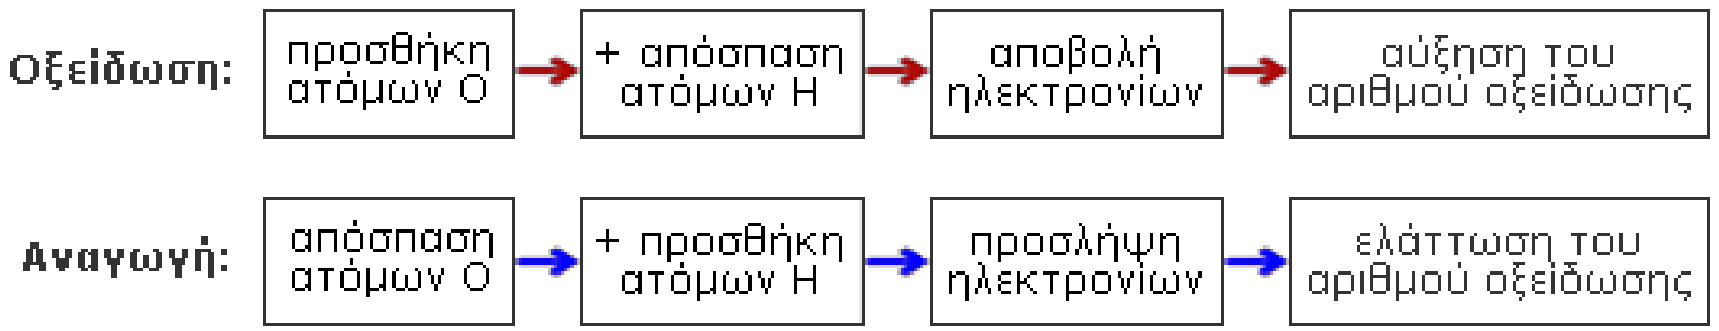 Οξείδωση:
προσθήκη
ατόμων Ο
+ απόσπαση
ατόμων Η
αποβολή
ηλεκτρονίων
αύξηση του
αριθμού οξείδωσης
Αναγωγή:
απόσπαση
ατόμων Ο
+ προσθήκη
ατόμων Η
προσλήψη
ηλεκτρονίων
ελάττωση του
αριθμού οξείδωσης